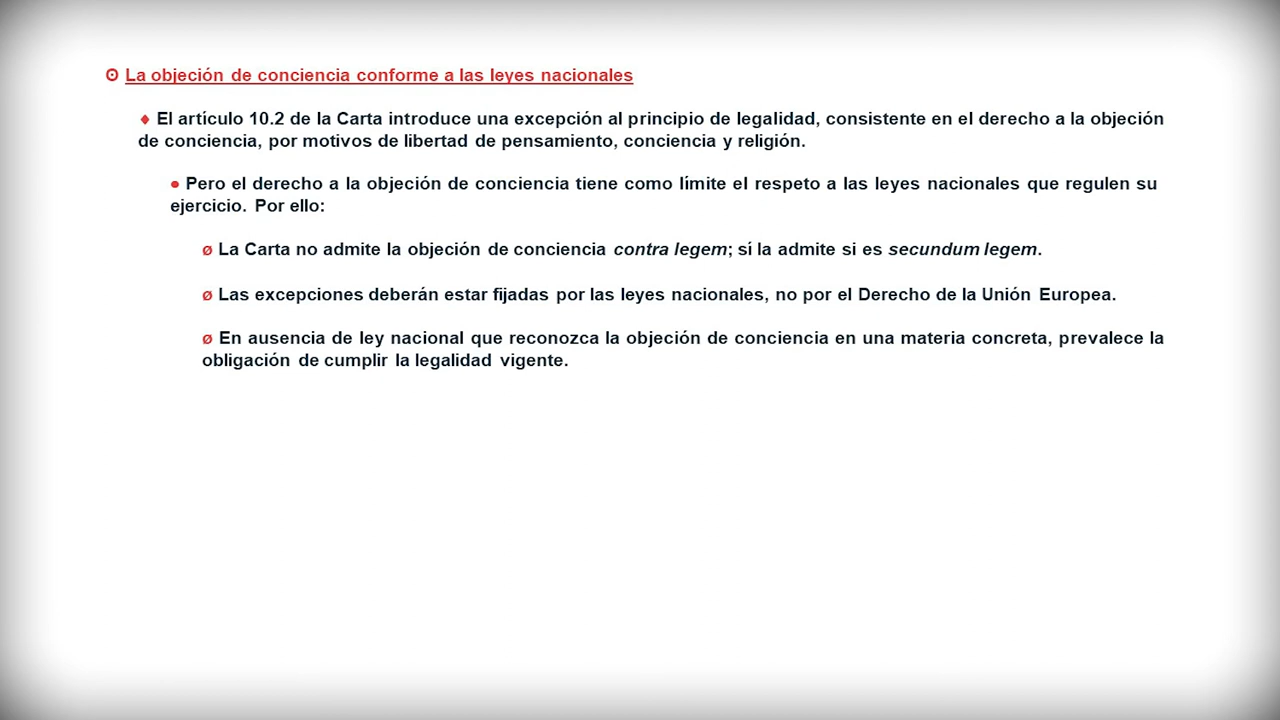 ⊙ La objeción de conciencia conforme a las leyes nacionales
♦ El artículo 10.2 de la Carta introduce una excepción al principio de legalidad, consistente en el derecho a la objeción
de conciencia, por motivos de libertad de pensamiento, conciencia y religión.
● Pero el derecho a la objeción de conciencia tiene como límite el respeto a las leyes nacionales que regulen su
ejercicio. Por ello:
ø La Carta no admite la objeción de conciencia contra legem; sí la admite si es secundum legem.
ø Las excepciones deberán estar fijadas por las leyes nacionales, no por el Derecho de la Unión Europea.
ø En ausencia de ley nacional que reconozca la objeción de conciencia en una materia concreta, prevalece la
obligación de cumplir la legalidad vigente.